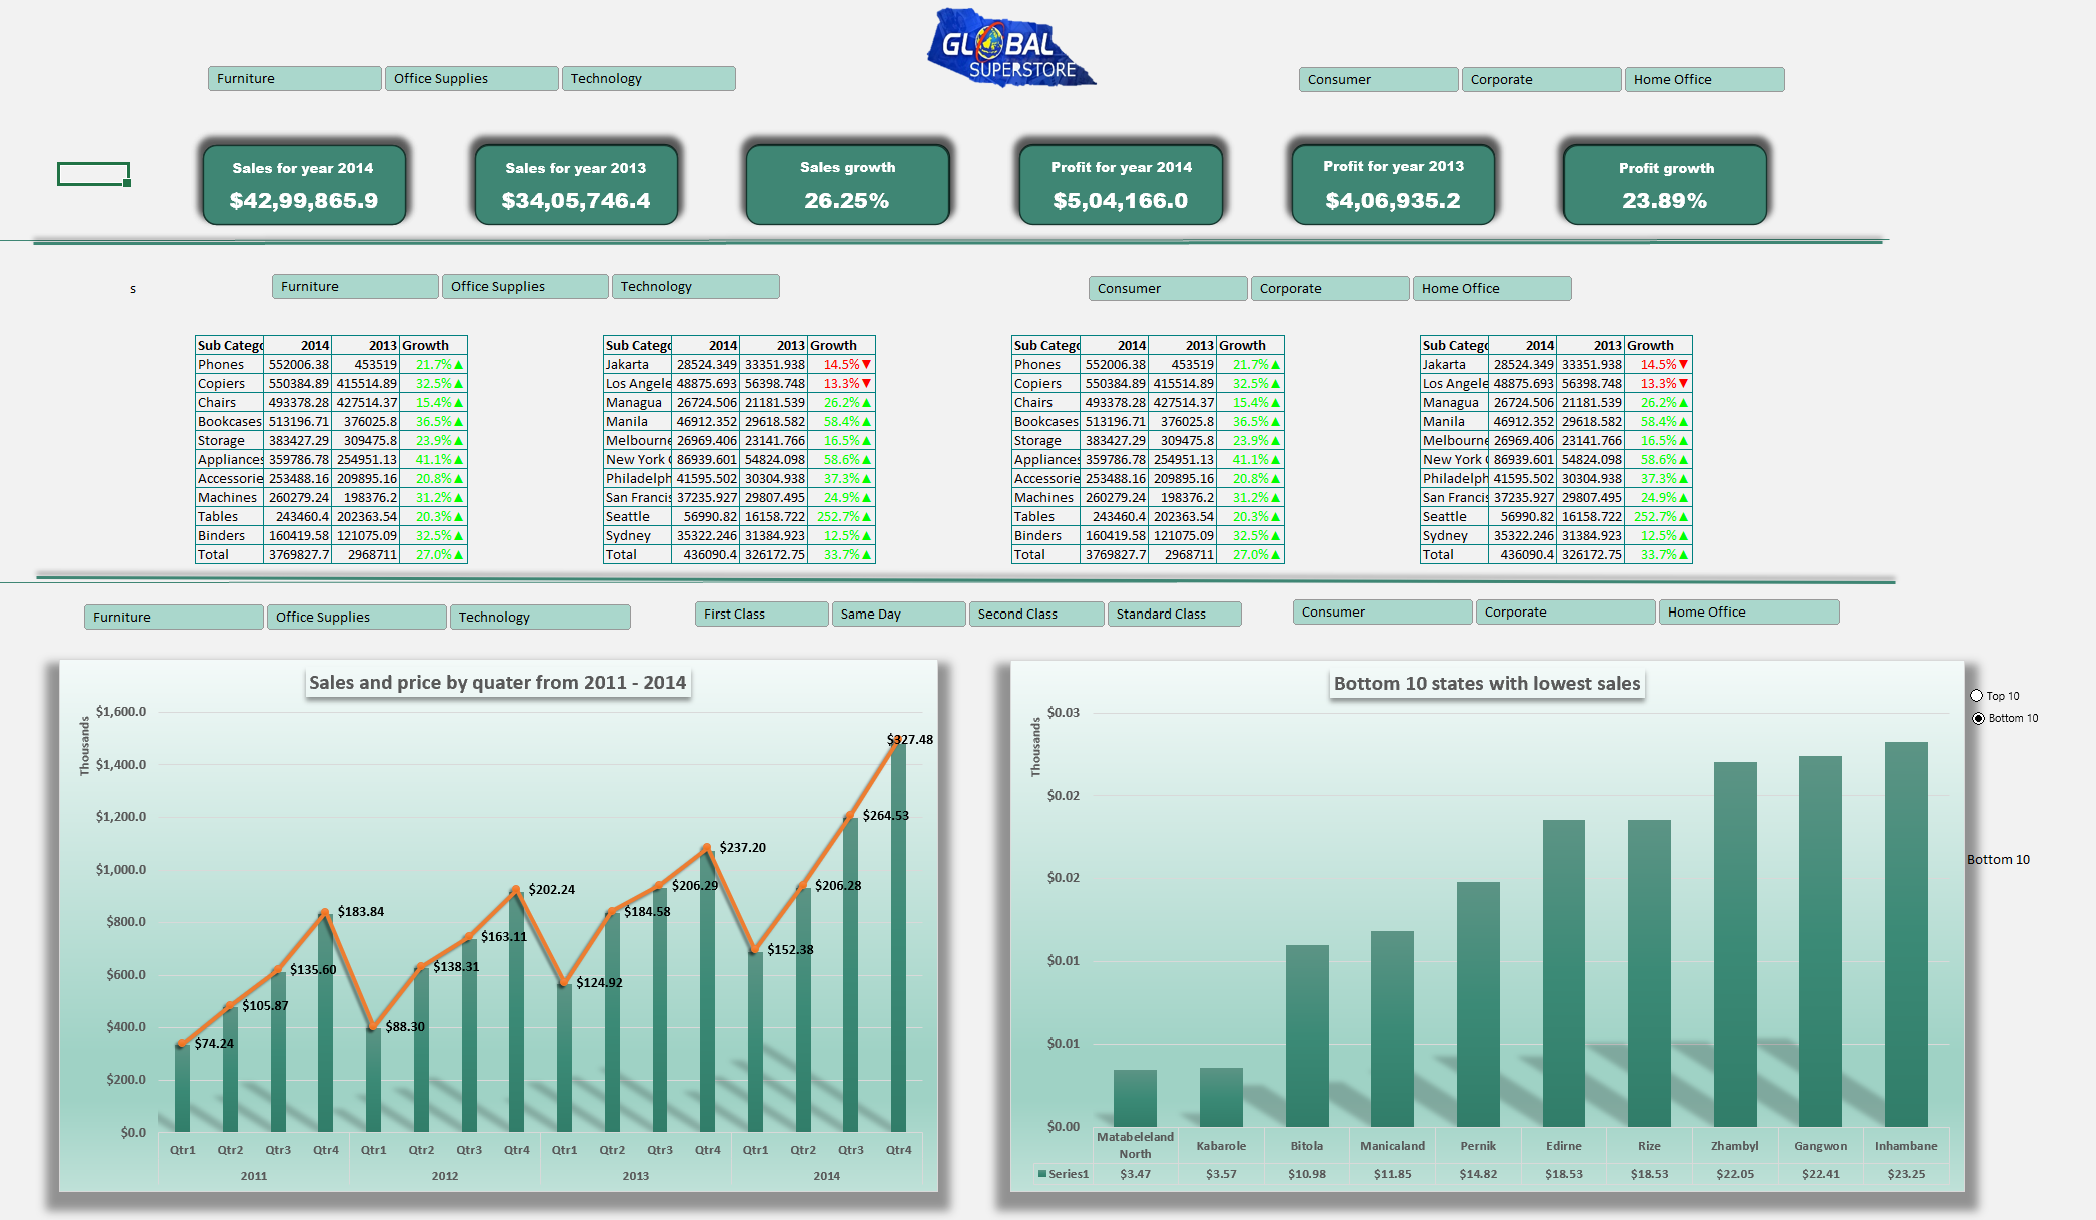 GLOBAL
SUPERSTORE
Furniture Office Supplies Technology
Consumer Corporate Home Office
Sales for year 2014
$42,99,865.9
Sales for year 2013
$34,05,746.4
Sales growth
26.25%
Profit for year 2014
$5,04,166.0
Profit for year 2013
$4,06,935.2
Profit growth
23.89%
s
Furniture Office Supplies Technology
Consumer Corporate Home Office
Sub Catego 2014 2013 Growth
Phones 552006.38 453519 21.7%▲
Copiers 550384.89 415514.89 32.5%▲
Chairs 493378.28 427514.37 15.4%▲
Bookcases 513196.71 376025.8 36.5%▲
Storage 383427.29 309475.8 23.9%▲
Appliances 359786.78 254951.13 41.1%▲
Accessorie 253488.16 209895.16 20.8%▲
Machines 260279.24 198376.2 31.2%▲
Tables 243460.4 202363.54 20.3%▲
Binders 160419.58 121075.09 32.5%▲
Total 3769827.7 2968711 27.0%▲
Sub Catego 2014 2013 Growth
Jakarta 28524.349 33351.938 14.5%▼
Los Angele 48875.693 56398.748 13.3%▼
Managua 26724.506 21181.539 26.2%▲
Manila 46912.352 29618.582 58.4%▲
Melbourne 26969.406 23141.766 16.5%▲
New York C 86939.601 54824.098 58.6%▲
Philadelph 41595.502 30304.938 37.3%▲
San Francis 37235.927 29807.495 24.9%▲
Seattle 56990.82 16158.722 252.7%▲
Sydney 35322.246 31384.923 12.5%▲
Total 436090.4 326172.75 33.7%▲
Sub Catego 2014 2013 Growth
Phones 552006.38 453519 21.7%▲
Copiers 550384.89 415514.89 32.5%▲
Chairs 493378.28 427514.37 15.4%▲
Bookcases 513196.71 376025.8 36.5%▲
Storage 383427.29 309475.8 23.9%▲
Appliances 359786.78 254951.13 41.1%▲
Accessorie 253488.16 209895.16 20.8%▲
Machines 260279.24 198376.2 31.2%▲
Tables 243460.4 202363.54 20.3%▲
Binders 160419.58 121075.09 32.5%▲
Total 3769827.7 2968711 27.0%▲
Sub Catego 2014 2013 Growth
Jakarta 28524.349 33351.938 14.5%▼
Los Angele 48875.693 56398.748 13.3%▼
Managua 26724.506 21181.539 26.2%▲
Manila 46912.352 29618.582 58.4%▲
Melbourne 26969.406 23141.766 16.5%▲
New York C 86939.601 54824.098 58.6%▲
Philadelph 41595.502 30304.938 37.3%▲
San Francis 37235.927 29807.495 24.9%▲
Seattle 56990.82 16158.722 252.7%▲
Sydney 35322.246 31384.923 12.5%▲
Total 436090.4 326172.75 33.7%▲
Furniture Office Supplies Technology
First Class Same Day Second Class Standard Class
Consumer Corporate Home Office
Sales and price by quater from 2011 - 2014
Thousands
$1,600.0
$1,400.0
$1,200.0
$1,000.0
$800.0
$600.0
$400.0
$200.0
$0.0
$74.24
$105.87
$135.60
$183.84
$88.30
$138.31
$163.11
$202.24
$124.92
$184.58
$206.29
$237.20
$152.38
$206.28
$264.53
$327.48
Qtr1 Qtr2 Qtr3 Qtr4 Qtr1 Qtr2 Qtr3 Qtr4 Qtr1 Qtr2 Qtr3 Qtr4 Qtr1 Qtr2 Qtr3 Qtr4
2011 2012 2013 2014
Bottom 10 states with lowest sales
Thousands
$0.03
$0.02
$0.02
$0.01
$0.01
$0.00
Matabeleland North Kabarole Bitola Manicaland Pernik Edirne Rize Zhambyl Gangwon Inhambane
Series1 $3.47 $3.57 $10.98 $11.85 $14.82 $18.53 $18.53 $22.05 $22.41 $23.25
Top 10
Bottom 10
Bottom 10